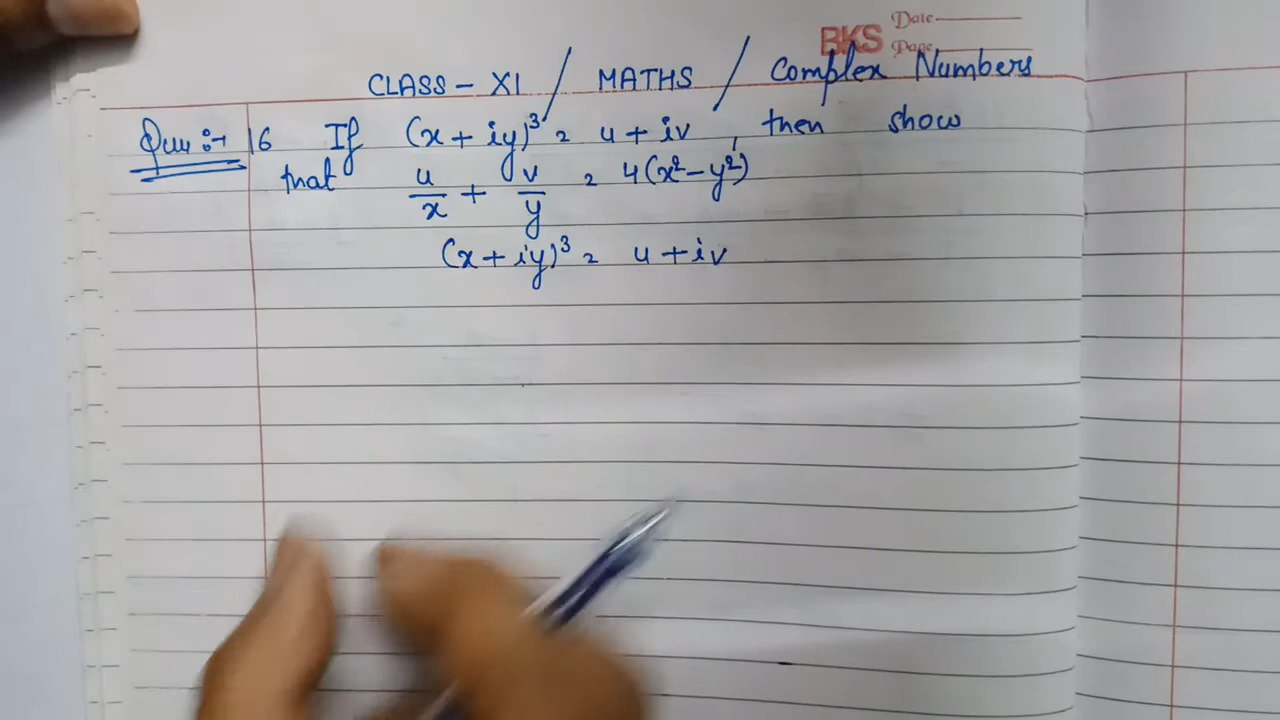 BKS Date
Page
CLASS - XI / MATHS / Complex Numbers
Ques :- 16 If (x + iy)³ = u + iv, then show
that u/x + v/y = 4(x² - y²)
(x + iy)³ = u + iv